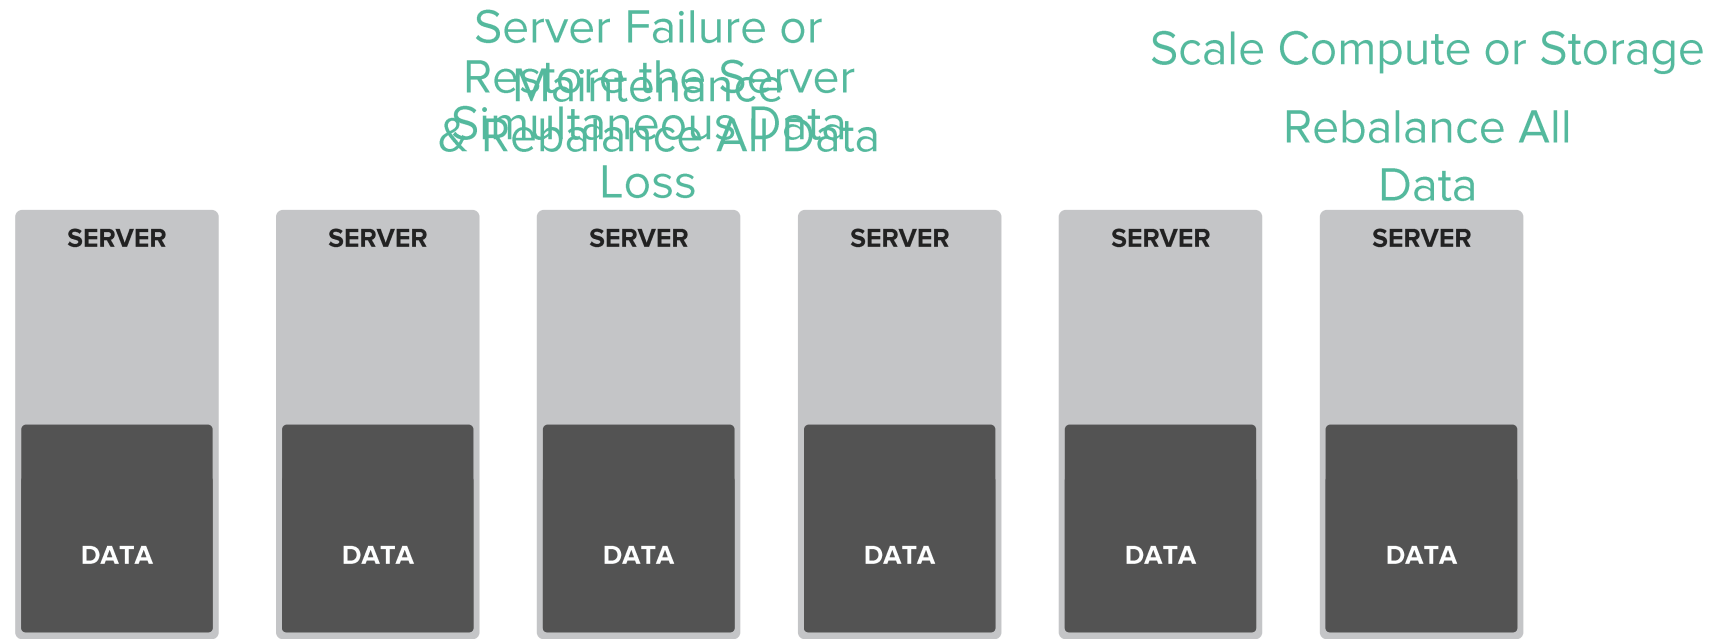 Server Failure or
Maintenance
Restore the Server
& Rebalance All Data
Simultaneous Data
Loss
Scale Compute or Storage
Rebalance All
Data
SERVER
SERVER
SERVER
SERVER
SERVER
SERVER
DATA
DATA
DATA
DATA
DATA
DATA